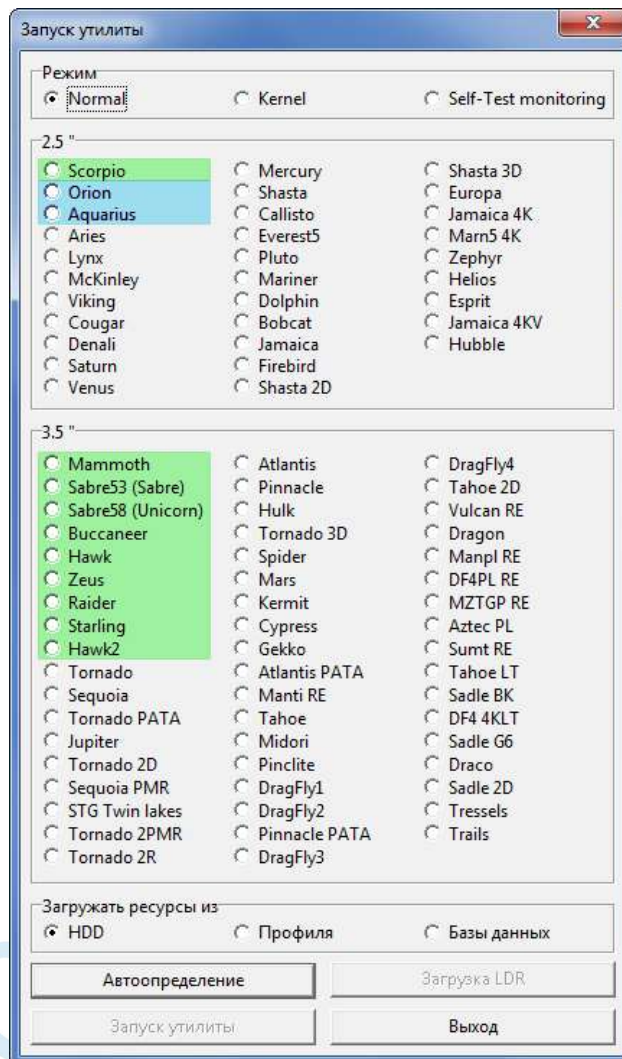 Запуск утилиты
Режим
Normal Kernel Self-Test monitoring
2.5 "
Scorpio Mercury Shasta 3D
Orion Shasta Europa
Aquarius Callisto Jamaica 4K
Aries Everest5 Marn5 4K
Lynx Pluto Zephyr
McKinley Mariner Helios
Viking Dolphin Esprit
Cougar Bobcat Jamaica 4KV
Denali Jamaica Hubble
Saturn Firebird
Venus Shasta 2D
3.5 "
Mammoth Atlantis DragFly4
Sabre53 (Sabre) Pinnacle Tahoe 2D
Sabre58 (Unicorn) Hulk Vulcan RE
Buccaneer Tornado 3D Dragon
Hawk Spider Manpl RE
Zeus Mars DF4PL RE
Raider Kermit MZTGP RE
Starling Cypress Aztec PL
Hawk2 Gekko Sumt RE
Tornado Atlantis PATA Tahoe LT
Sequoia Manti RE Sadle BK
Tornado PATA Tahoe DF4 4KLT
Jupiter Midori Sadle G6
Tornado 2D Pinclite Draco
Sequoia PMR DragFly1 Sadle 2D
STG Twin lakes DragFly2 Tressels
Tornado 2PMR Pinnacle PATA Trails
Tornado 2R DragFly3
Загружать ресурсы из
HDD Профиля Базы данных
Автоопределение Загрузка LDR
Запуск утилиты Выход